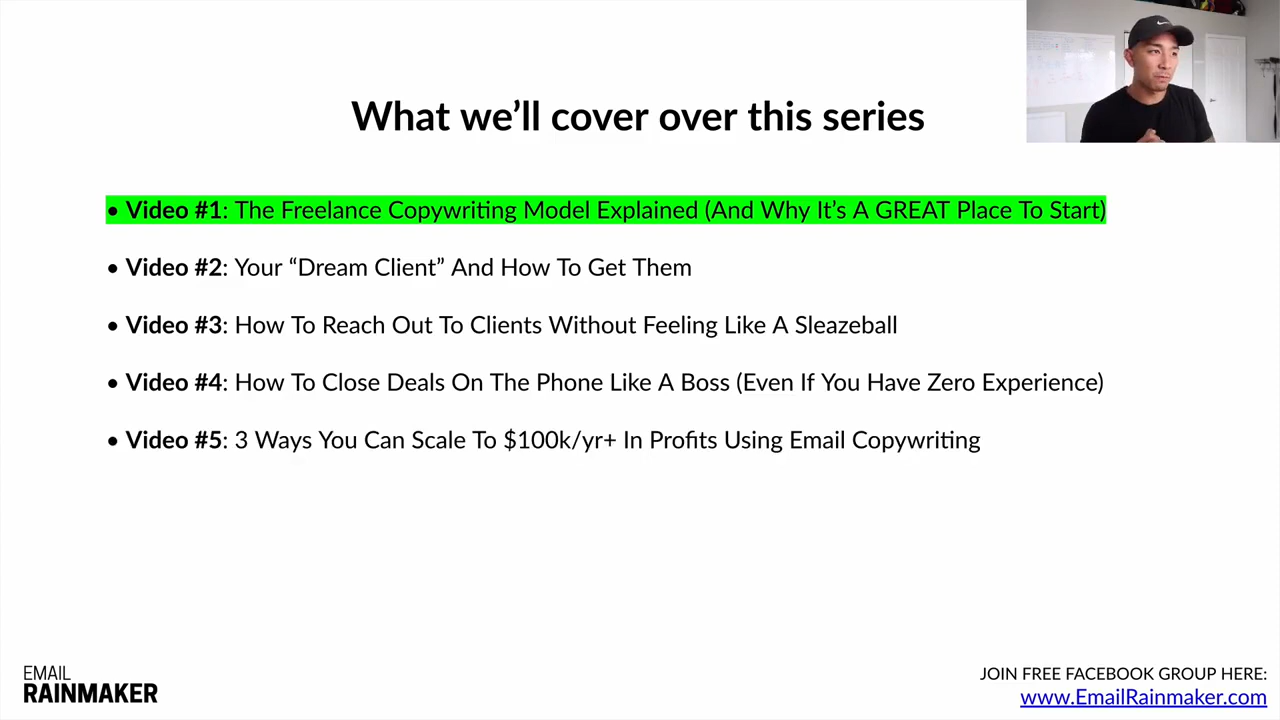 What we’ll cover over this series
• Video #1: The Freelance Copywriting Model Explained (And Why It’s A GREAT Place To Start)
• Video #2: Your “Dream Client” And How To Get Them
• Video #3: How To Reach Out To Clients Without Feeling Like A Sleazeball
• Video #4: How To Close Deals On The Phone Like A Boss (Even If You Have Zero Experience)
• Video #5: 3 Ways You Can Scale To $100k/yr+ In Profits Using Email Copywriting
EMAIL
RAINMAKER
JOIN FREE FACEBOOK GROUP HERE:
www.EmailRainmaker.com